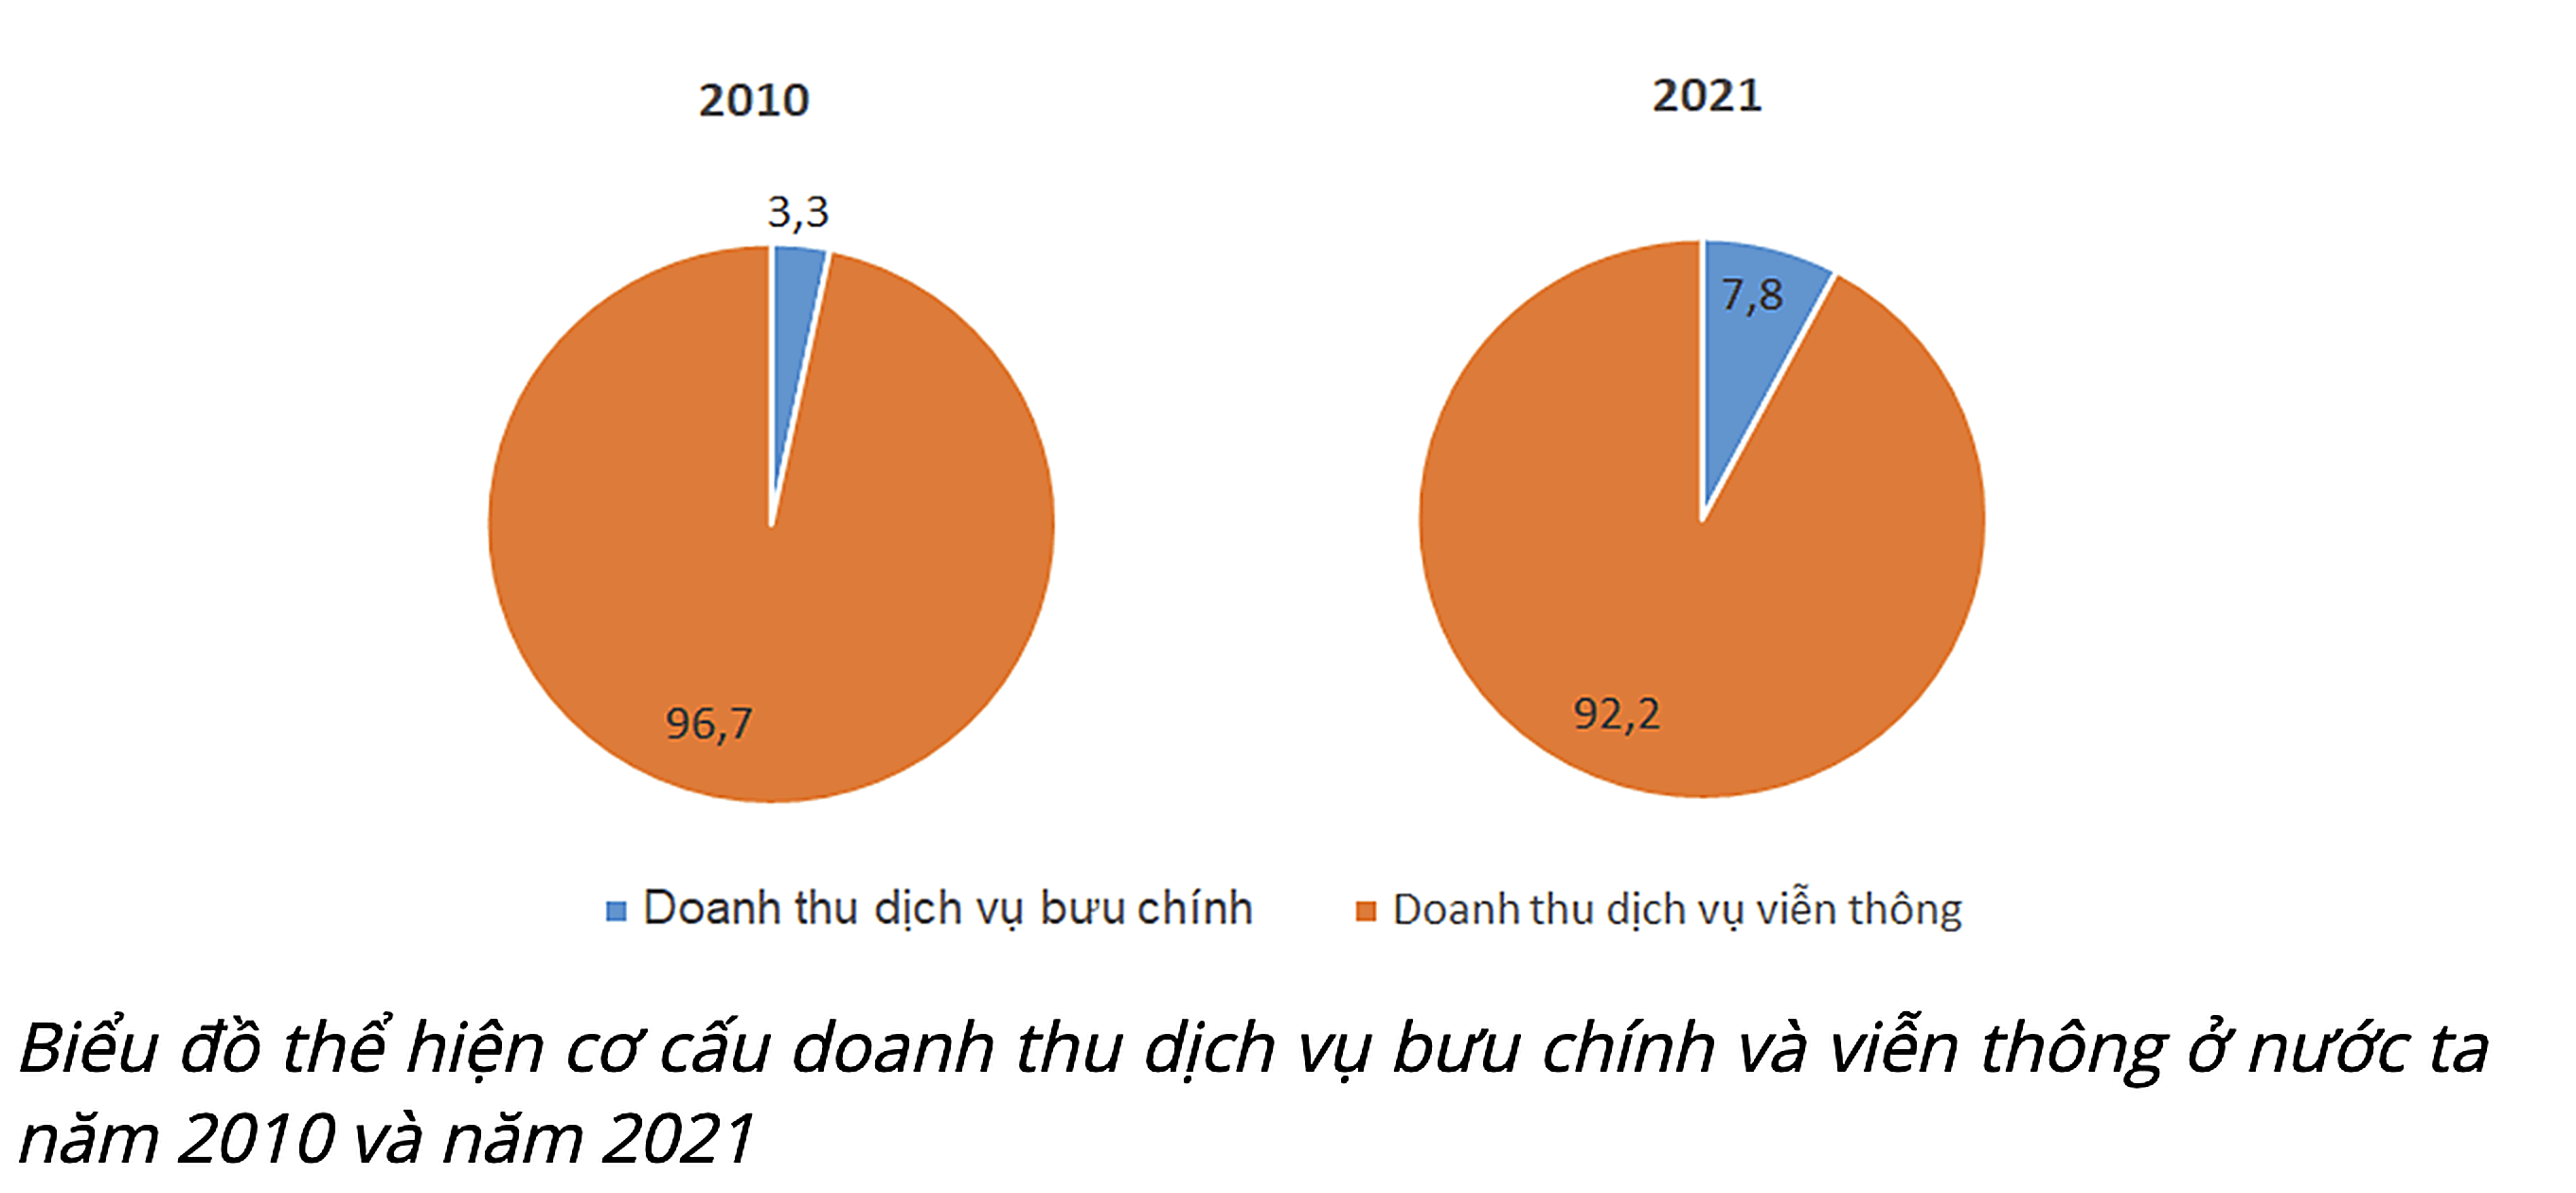 2010
2021
3,3
7,8
96,7
92,2
Doanh thu dịch vụ bưu chính
Doanh thu dịch vụ viễn thông
Biểu đồ thể hiện cơ cấu doanh thu dịch vụ bưu chính và viễn thông ở nước ta
năm 2010 và năm 2021